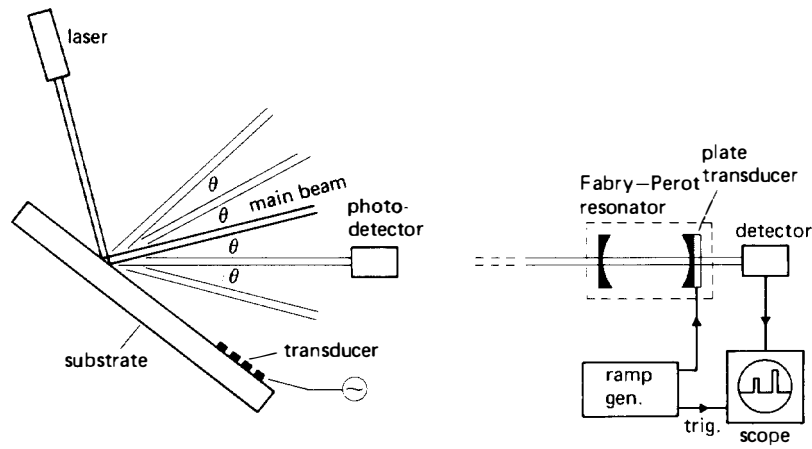 laser
θ
θ
main beam
θ
θ
photo-
detector
substrate
transducer
~
Fabry–Perot
resonator
plate
transducer
detector
ramp
gen.
trig.
scope